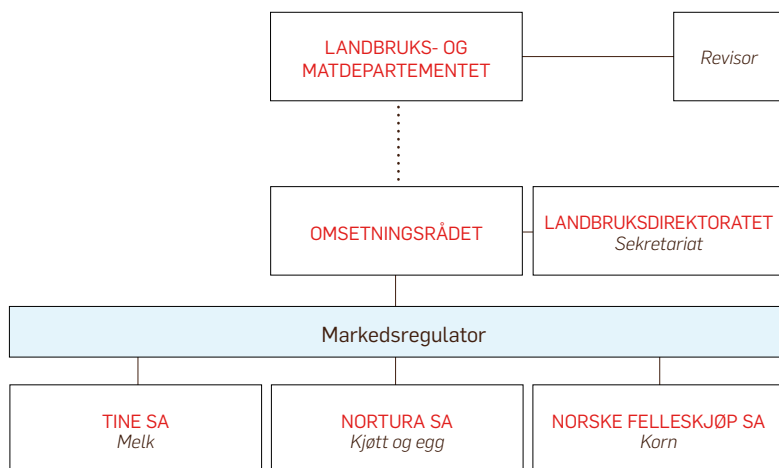 LANDBRUKS- OG
MATDEPARTEMENTET
Revisor
OMSETNINGSRÅDET
LANDBRUKSDIREKTORATET
Sekretariat
Markedsregulator
TINE SA
Melk
NORTURA SA
Kjøtt og egg
NORSKE FELLESKJØP SA
Korn